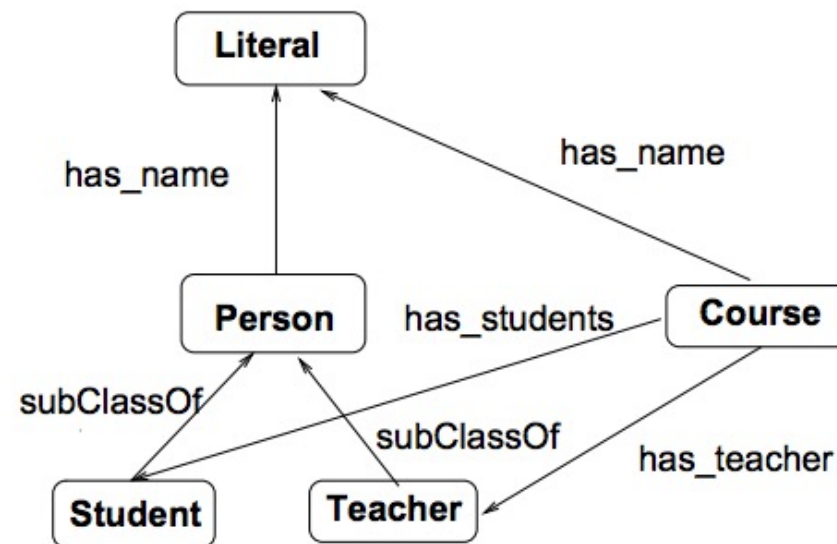 Literal
has_name
has_name
Person
has_students
Course
subClassOf
subClassOf
has_teacher
Student
Teacher